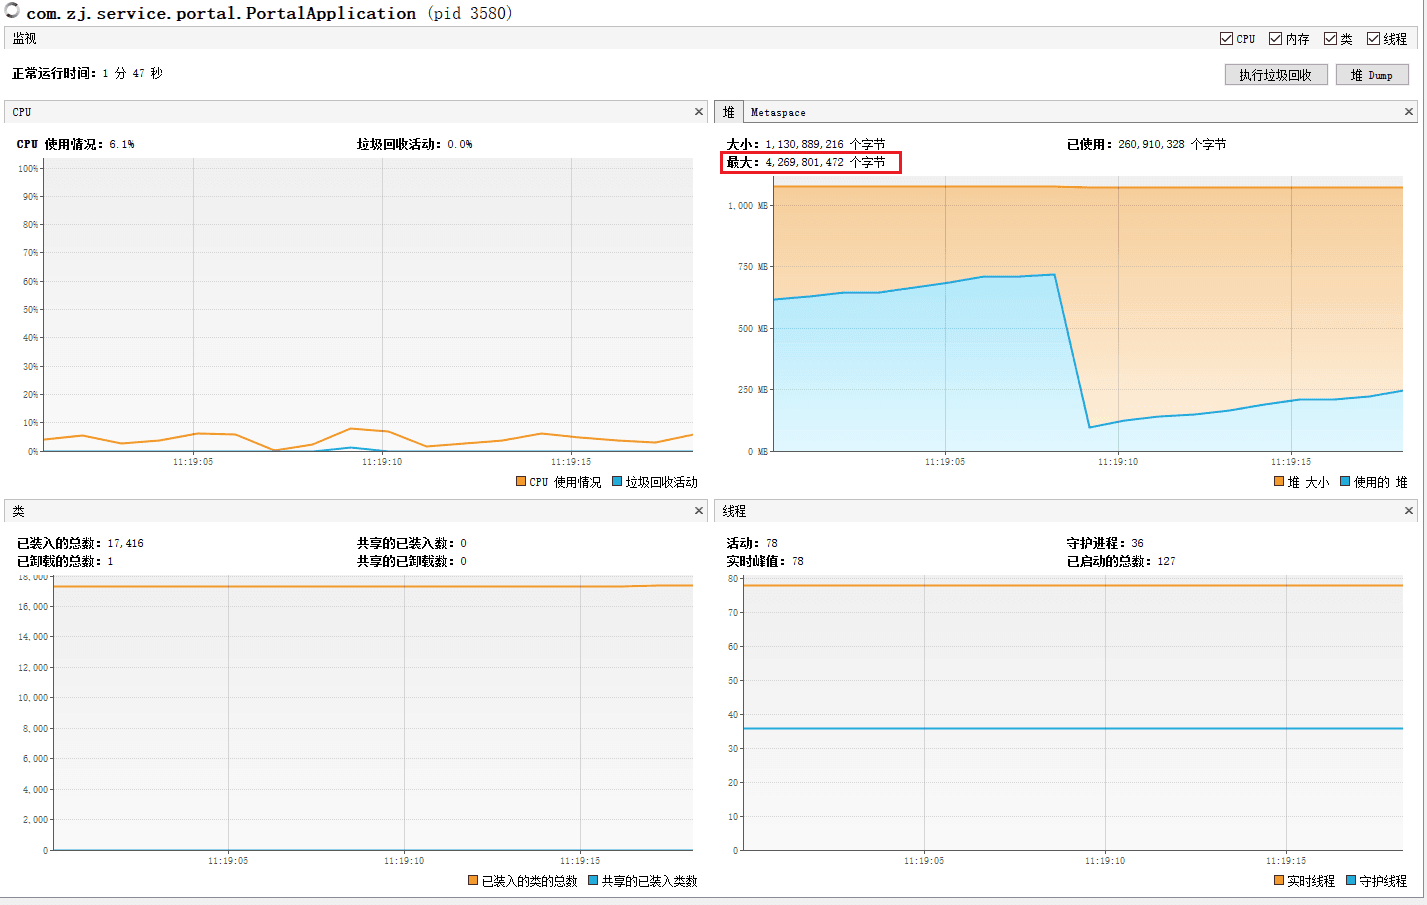 com.zj.service.portal.PortalApplication (pid 3580)
监视
CPU 内存 类 线程
正常运行时间: 1 分 47 秒
执行垃圾回收 堆 Dump
CPU
CPU 使用情况: 6.1% 垃圾回收活动: 0.0%
100%
90%
80%
70%
60%
50%
40%
30%
20%
10%
0%
11:19:05 11:19:10 11:19:15
CPU 使用情况 垃圾回收活动
堆 Metaspace
大小: 1,130,889,216 个字节 已使用: 260,910,328 个字节
最大: 4,269,801,472 个字节
1,000 MB
750 MB
500 MB
250 MB
0 MB
11:19:05 11:19:10 11:19:15
堆 大小 使用的 堆
类
已装入的总数: 17,416 共享的已装入数: 0
已卸载的总数: 1 共享的已卸载数: 0
18,000
16,000
14,000
12,000
10,000
8,000
6,000
4,000
2,000
0
11:19:05 11:19:10 11:19:15
已装入的类的总数 共享的已装入类数
线程
活动: 78 守护进程: 36
实时峰值: 78 已启动的总数: 127
80
70
60
50
40
30
20
10
0
11:19:05 11:19:10 11:19:15
实时线程 守护线程